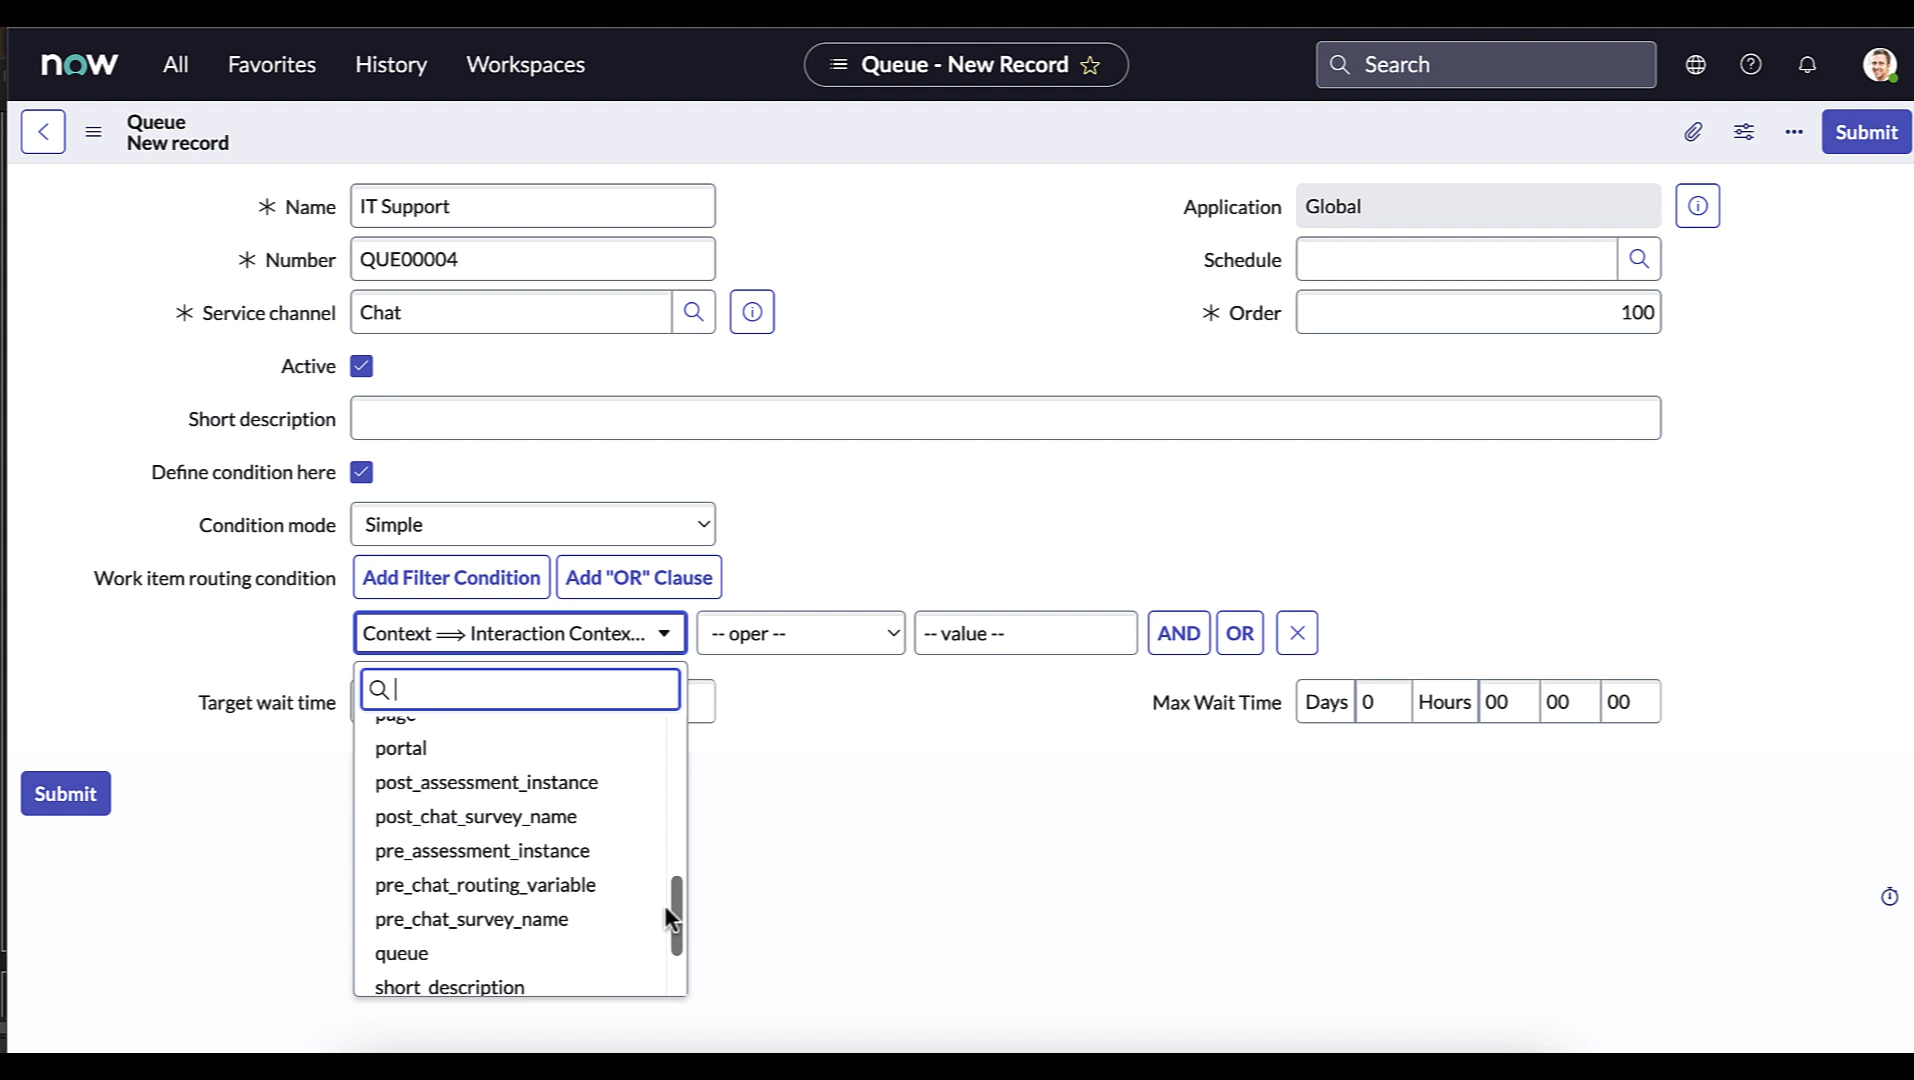 now All Favorites History Workspaces Queue - New Record Search
Queue
New record
Submit
Name IT Support
Application Global
Number QUE00004
Schedule
Service channel Chat
Order 100
Active
Short description
Define condition here
Condition mode Simple
Work item routing condition Add Filter Condition Add "OR" Clause
Context ⟹ Interaction Contex... -- oper -- -- value -- AND OR
Target wait time
Max Wait Time Days 0 Hours 00 00 00
page
portal
post_assessment_instance
post_chat_survey_name
pre_assessment_instance
pre_chat_routing_variable
pre_chat_survey_name
queue
short_description
Submit